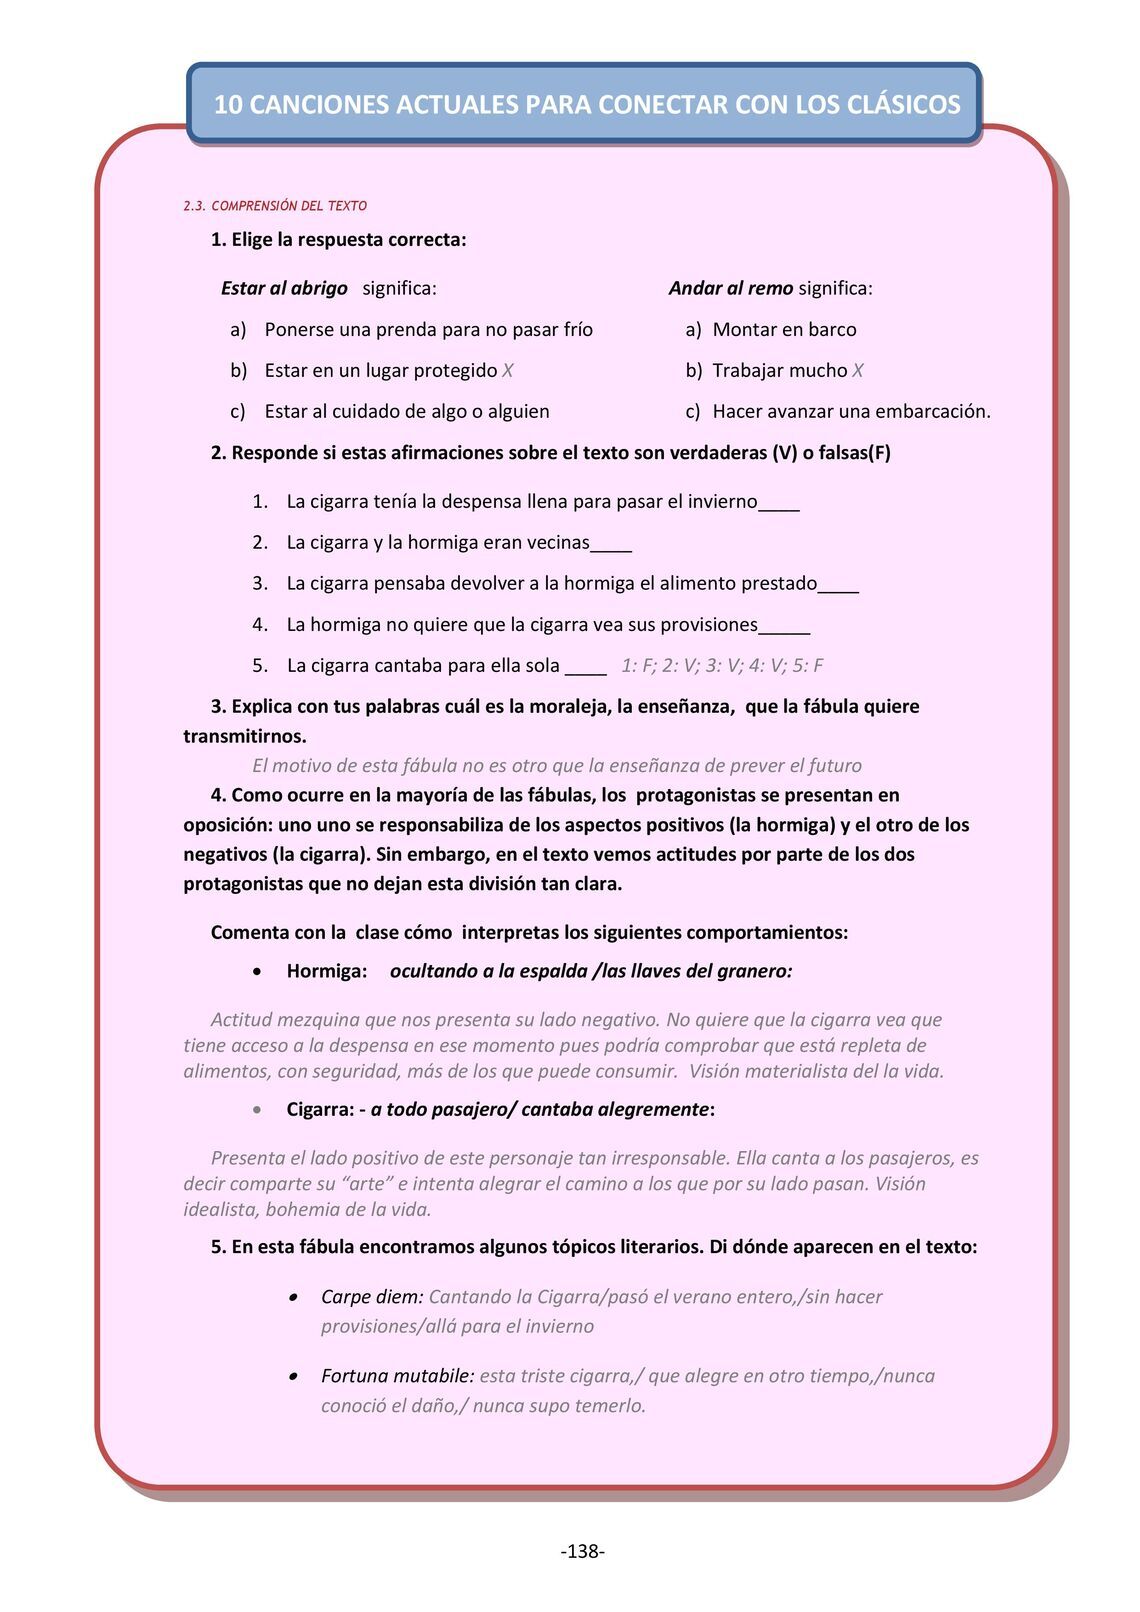 10 CANCIONES ACTUALES PARA CONECTAR CON LOS CLÁSICOS
2.3. COMPRENSIÓN DEL TEXTO
1. Elige la respuesta correcta:
Estar al abrigo significa:
a) Ponerse una prenda para no pasar frío
b) Estar en un lugar protegido X
c) Estar al cuidado de algo o alguien
Andar al remo significa:
a) Montar en barco
b) Trabajar mucho X
c) Hacer avanzar una embarcación.
2. Responde si estas afirmaciones sobre el texto son verdaderas (V) o falsas(F)
1. La cigarra tenía la despensa llena para pasar el invierno____
2. La cigarra y la hormiga eran vecinas____
3. La cigarra pensaba devolver a la hormiga el alimento prestado____
4. La hormiga no quiere que la cigarra vea sus provisiones_____
5. La cigarra cantaba para ella sola ____ 1: F; 2: V; 3: V; 4: V; 5: F
3. Explica con tus palabras cuál es la moraleja, la enseñanza, que la fábula quiere
transmitirnos.
El motivo de esta fábula no es otro que la enseñanza de prever el futuro
4. Como ocurre en la mayoría de las fábulas, los protagonistas se presentan en
oposición: uno uno se responsabiliza de los aspectos positivos (la hormiga) y el otro de los
negativos (la cigarra). Sin embargo, en el texto vemos actitudes por parte de los dos
protagonistas que no dejan esta división tan clara.
Comenta con la clase cómo interpretas los siguientes comportamientos:
• Hormiga: ocultando a la espalda /las llaves del granero:
Actitud mezquina que nos presenta su lado negativo. No quiere que la cigarra vea que
tiene acceso a la despensa en ese momento pues podría comprobar que está repleta de
alimentos, con seguridad, más de los que puede consumir. Visión materialista del la vida.
• Cigarra: - a todo pasajero/ cantaba alegremente:
Presenta el lado positivo de este personaje tan irresponsable. Ella canta a los pasajeros, es
decir comparte su “arte” e intenta alegrar el camino a los que por su lado pasan. Visión
idealista, bohemia de la vida.
5. En esta fábula encontramos algunos tópicos literarios. Di dónde aparecen en el texto:
• Carpe diem: Cantando la Cigarra/pasó el verano entero,/sin hacer
provisiones/allá para el invierno
• Fortuna mutabile: esta triste cigarra,/ que alegre en otro tiempo,/nunca
conoció el daño,/ nunca supo temerlo.
-138-